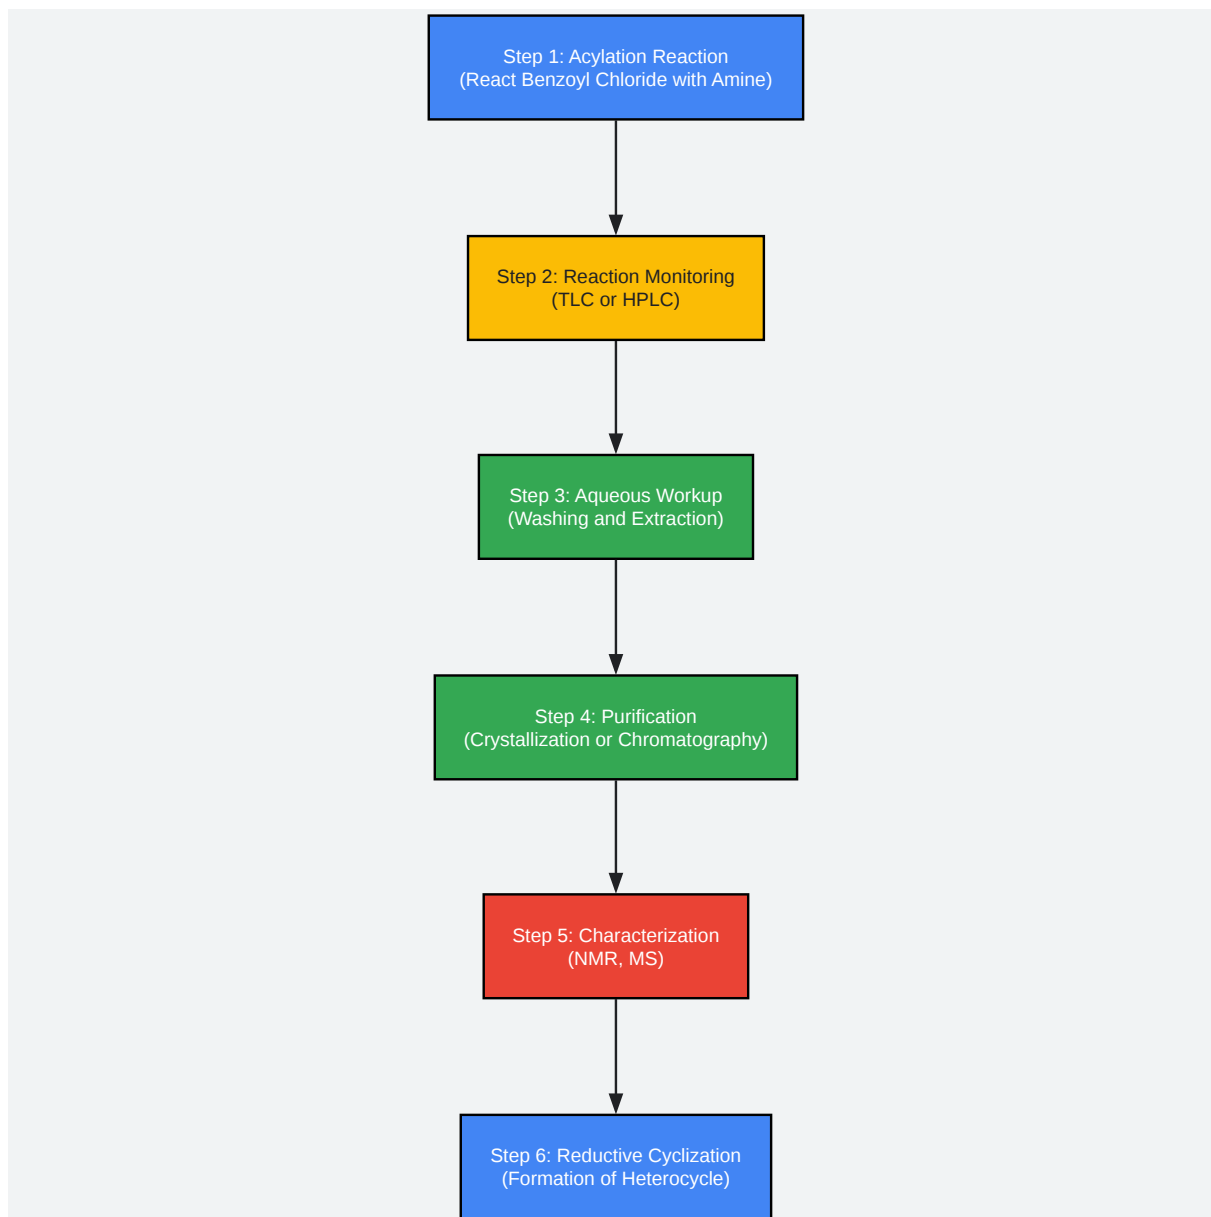 Step 1: Acylation Reaction
(React Benzoyl Chloride with Amine)
Step 2: Reaction Monitoring
(TLC or HPLC)
Step 3: Aqueous Workup
(Washing and Extraction)
Step 4: Purification
(Crystallization or Chromatography)
Step 5: Characterization
(NMR, MS)
Step 6: Reductive Cyclization
(Formation of Heterocycle)